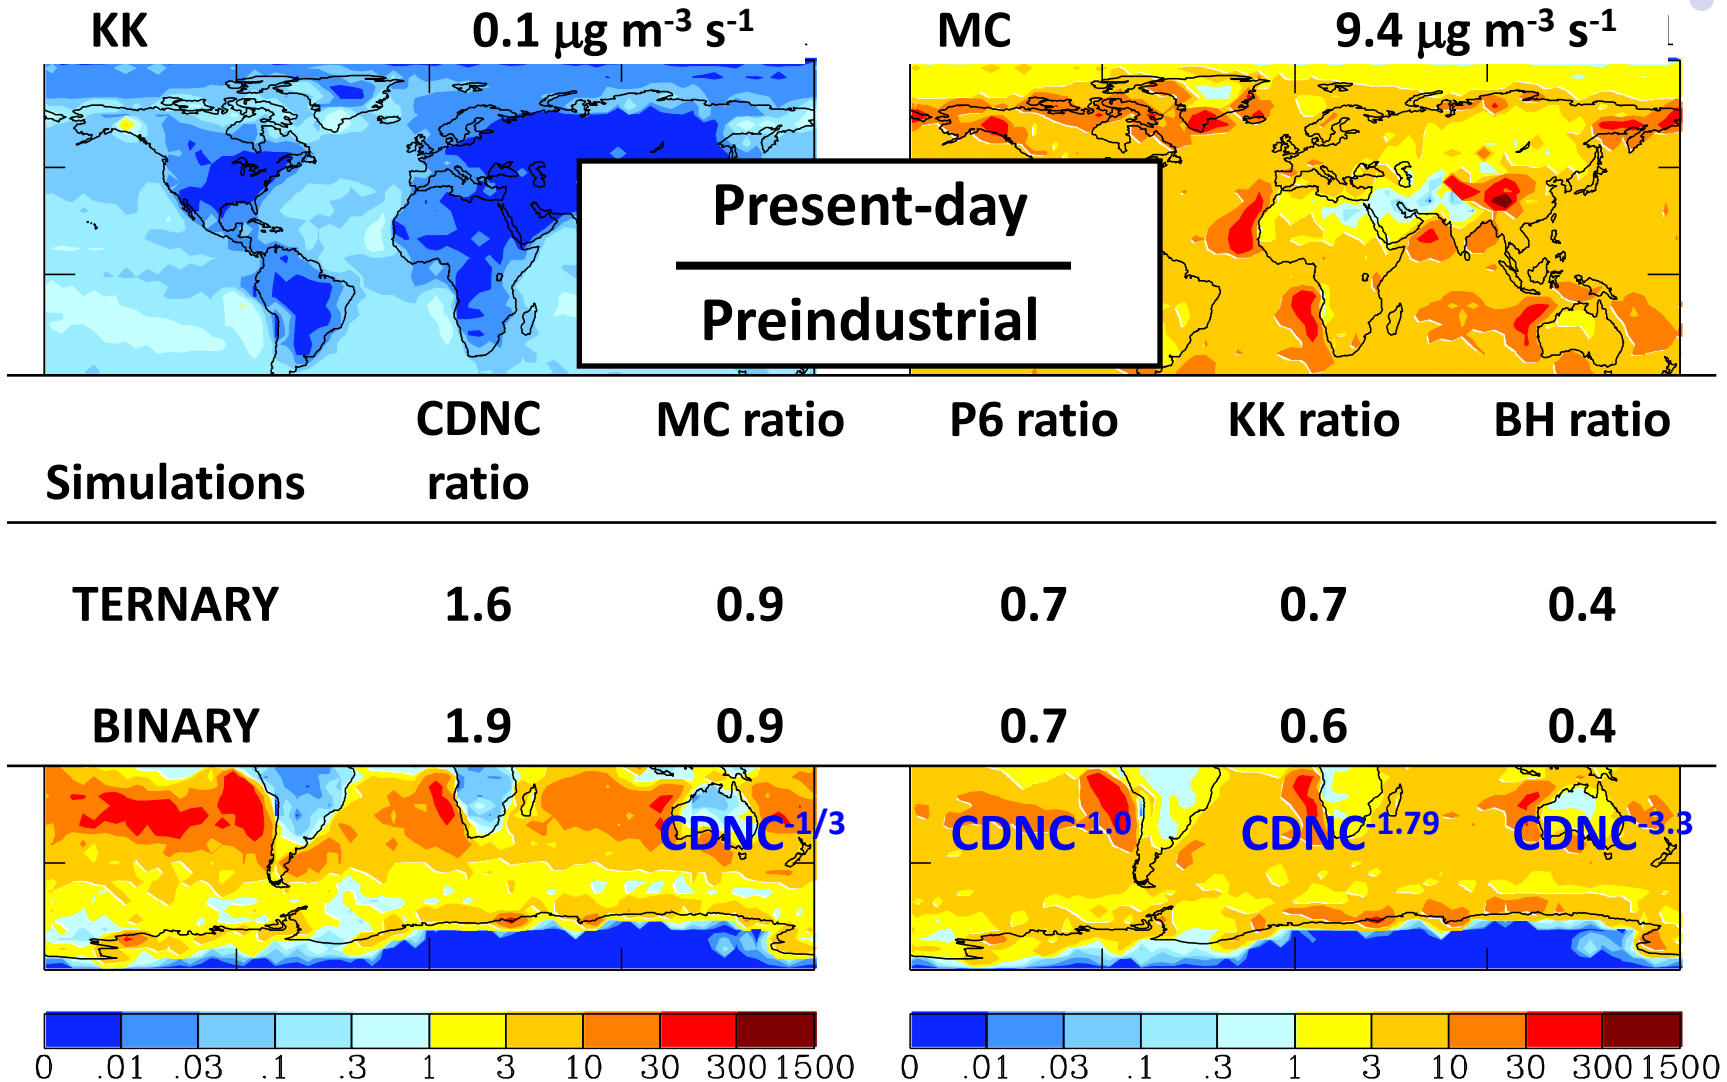 KK 0.1 μg m-3 s-1 MC 9.4 μg m-3 s-1
Present-day
Preindustrial
CDNC MC ratio P6 ratio KK ratio BH ratio
Simulations ratio
TERNARY 1.6 0.9 0.7 0.7 0.4
BINARY 1.9 0.9 0.7 0.6 0.4
CDNC-1/3 CDNC-1.0 CDNC-1.79 CDNC-3.3
0 .01 .03 .1 .3 1 3 10 30 300 1500 0 .01 .03 .1 .3 1 3 10 30 300 1500